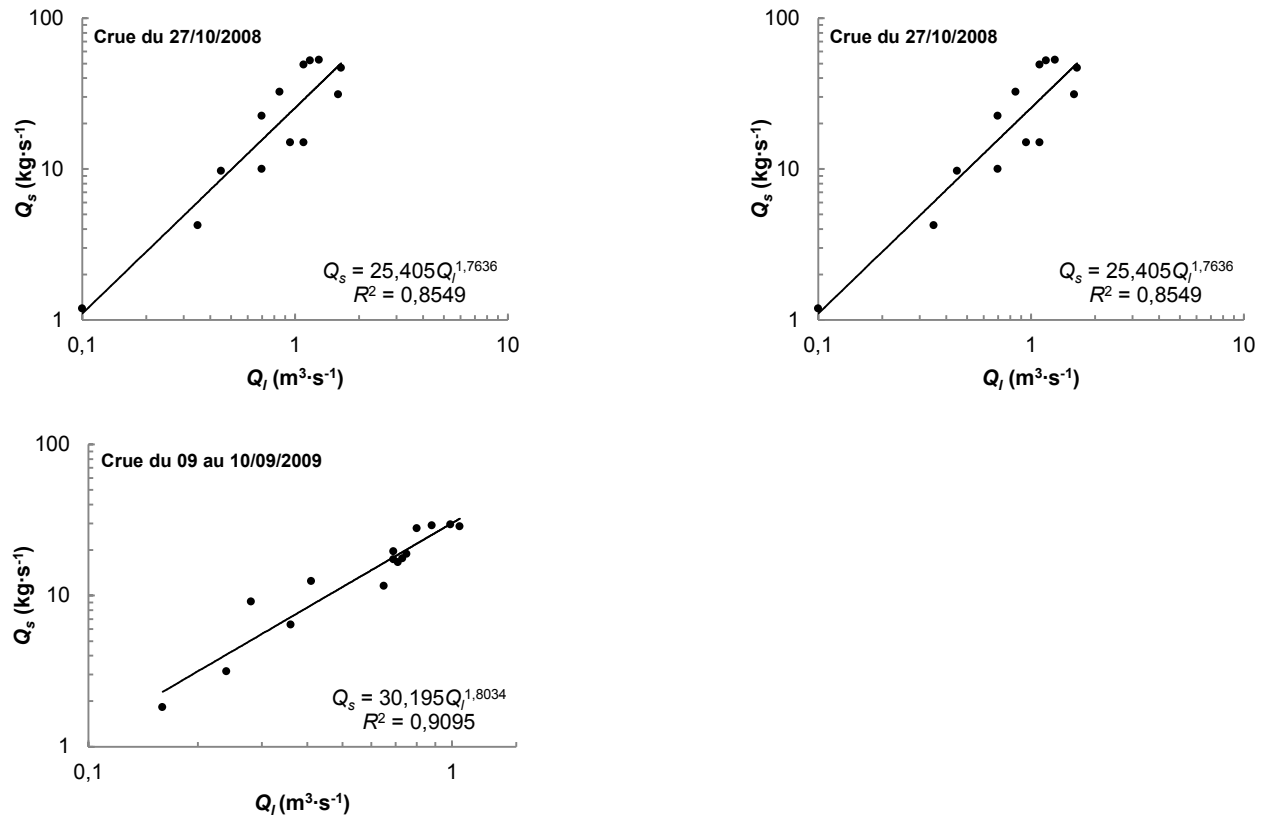 100
Crue du 27/10/2008
10
1
Qs (kg·s-1)
Qs = 25,405Ql1,7636
R2 = 0,8549
0,1 1 10
Ql (m3·s-1)
100
Crue du 27/10/2008
10
1
Qs (kg·s-1)
Qs = 25,405Ql1,7636
R2 = 0,8549
0,1 1 10
Ql (m3·s-1)
100
Crue du 09 au 10/09/2009
10
1
Qs (kg·s-1)
Qs = 30,195Ql1,8034
R2 = 0,9095
0,1 1
Ql (m3·s-1)